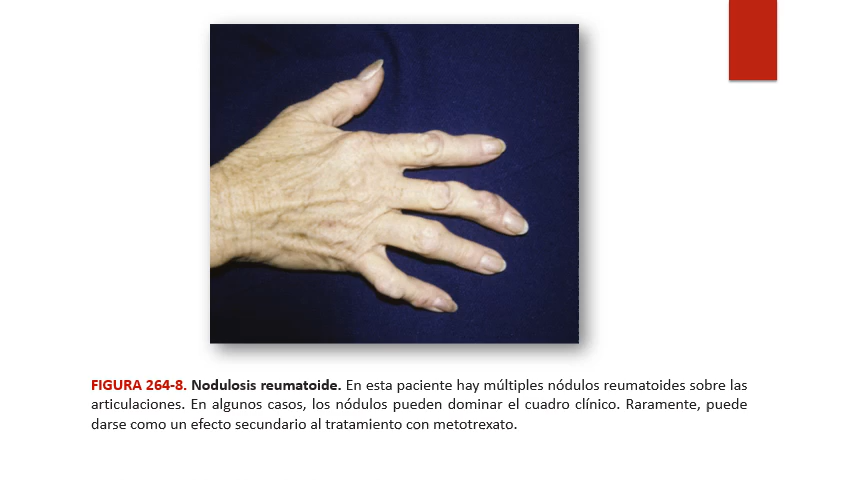 FIGURA 264-8. Nodulosis reumatoide. En esta paciente hay múltiples nódulos reumatoides sobre las
articulaciones. En algunos casos, los nódulos pueden dominar el cuadro clínico. Raramente, puede
darse como un efecto secundario al tratamiento con metotrexato.